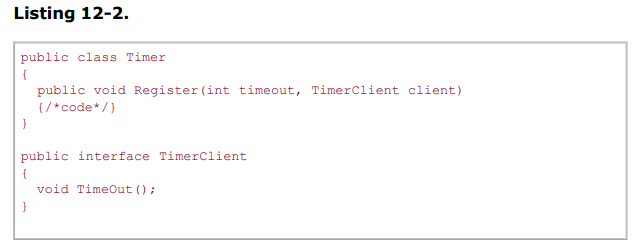 Listing 12-2.
public class Timer
{
public void Register(int timeout, TimerClient client)
{/*code*/}
}
public interface TimerClient
{
void TimeOut();
}